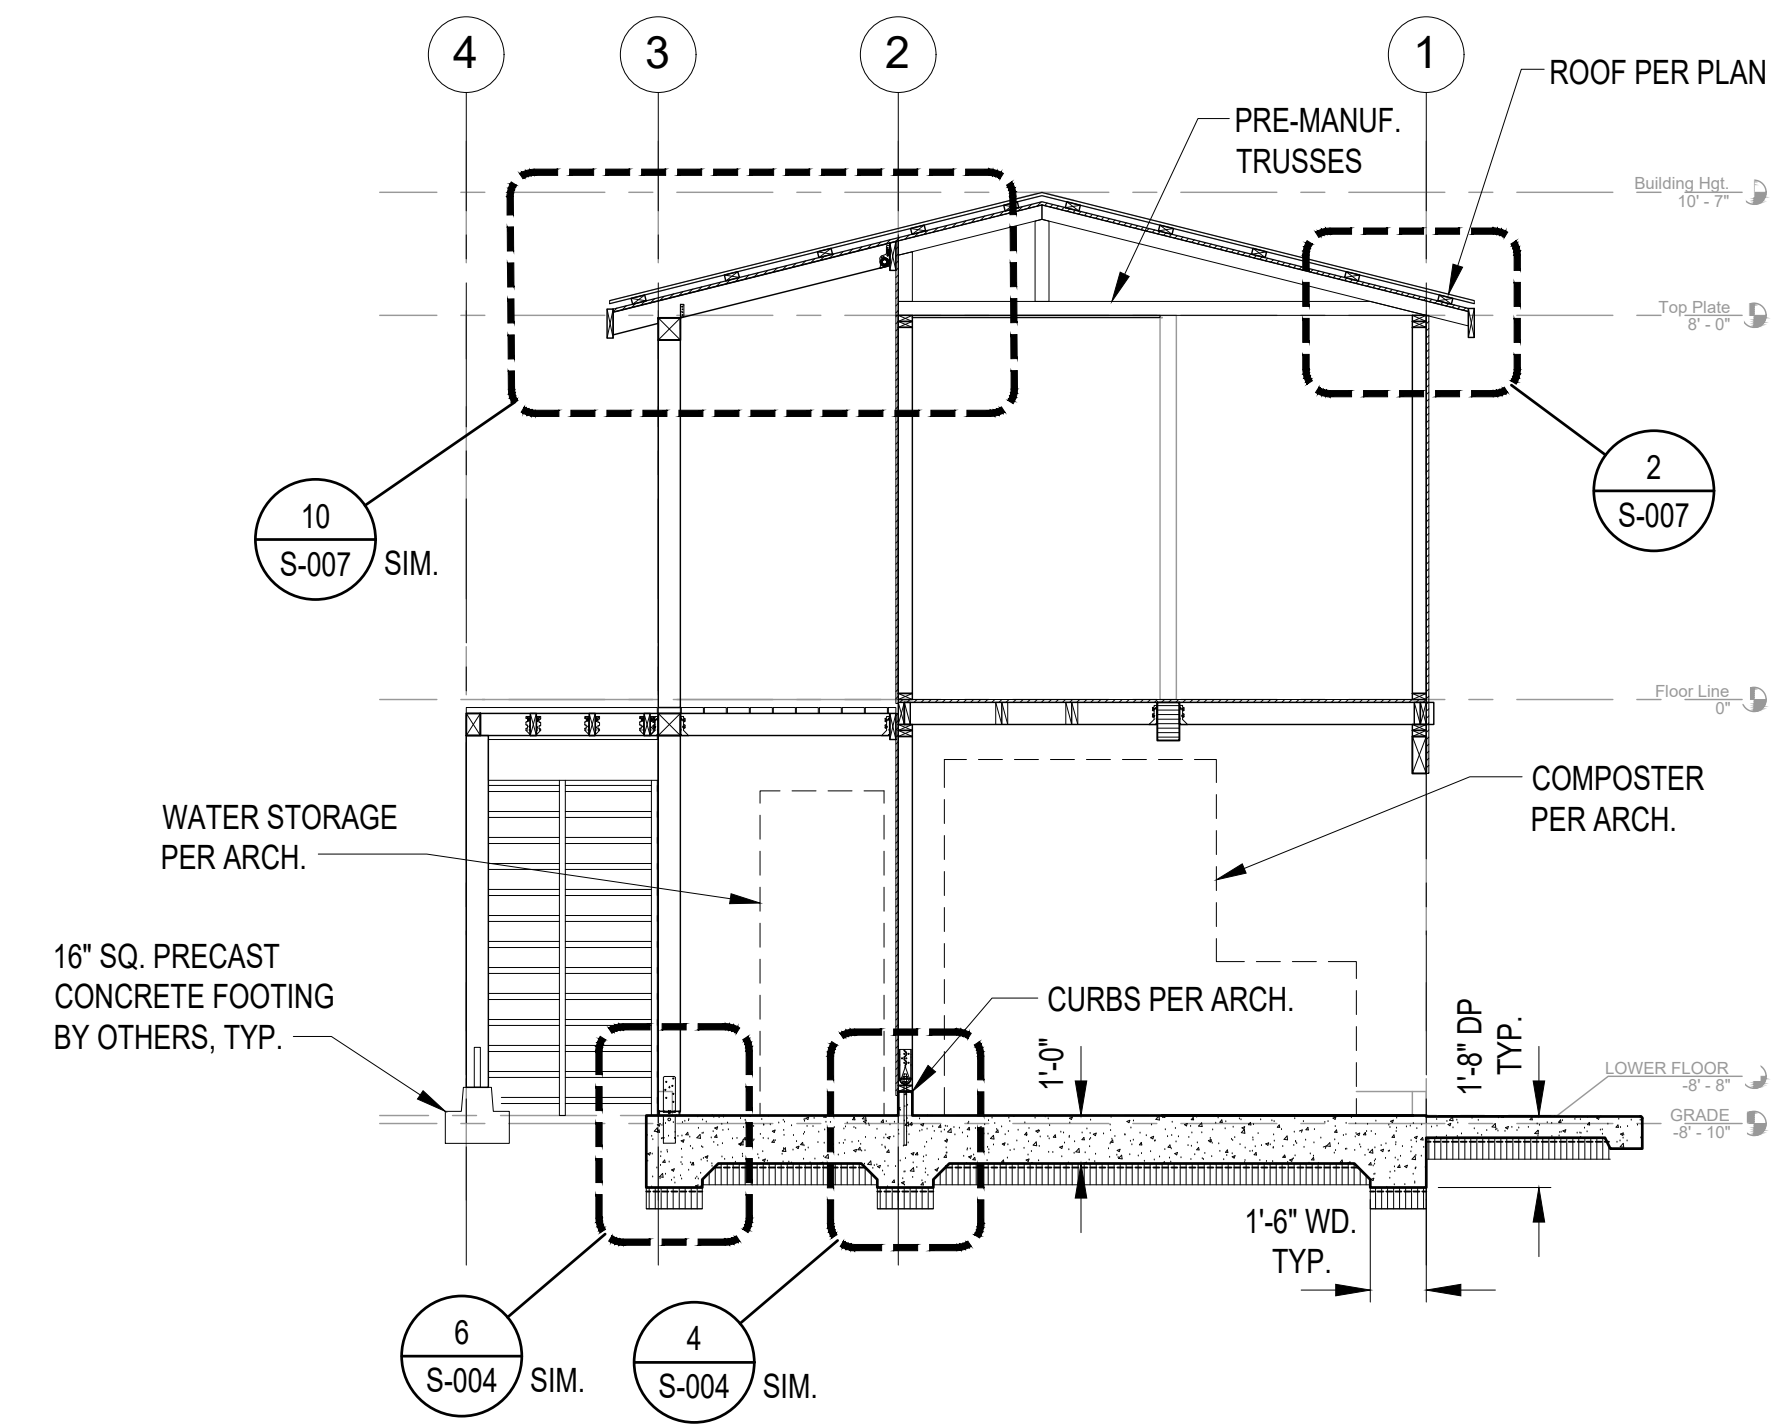 4
3
2
1
ROOF PER PLAN
PRE-MANUF.
TRUSSES
Building Hgt.
10' - 7"
Top Plate
8' - 0"
2
S-007
10
S-007
SIM.
Floor Line
0"
WATER STORAGE
PER ARCH.
COMPOSTER
PER ARCH.
16" SQ. PRECAST
CONCRETE FOOTING
BY OTHERS, TYP.
CURBS PER ARCH.
1'-0"
1'-8" DP
TYP.
LOWER FLOOR
-8' - 8"
GRADE
-8' - 10"
1'-6" WD.
TYP.
6
S-004
SIM.
4
S-004
SIM.